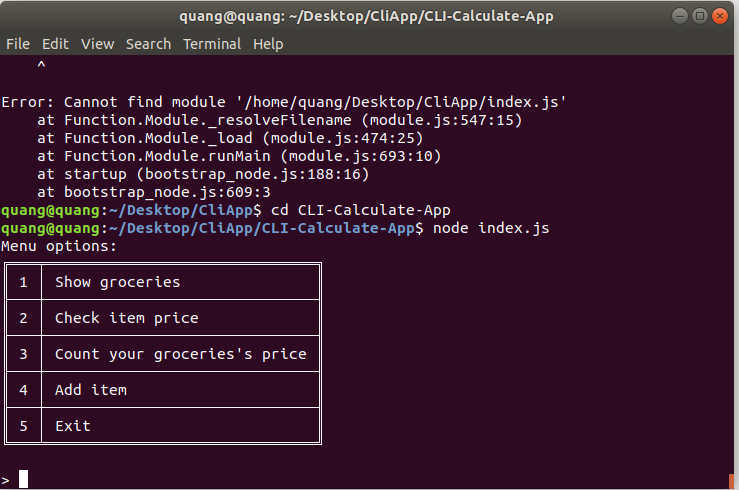 quang@quang: ~/Desktop/CliApp/CLI-Calculate-App
File Edit View Search Terminal Help
^
Error: Cannot find module '/home/quang/Desktop/CliApp/index.js'
at Function.Module._resolveFilename (module.js:547:15)
at Function.Module._load (module.js:474:25)
at Function.Module.runMain (module.js:693:10)
at startup (bootstrap_node.js:188:16)
at bootstrap_node.js:609:3
quang@quang:~/Desktop/CliApp$ cd CLI-Calculate-App
quang@quang:~/Desktop/CliApp/CLI-Calculate-App$ node index.js
Menu options:
1 Show groceries
2 Check item price
3 Count your groceries's price
4 Add item
5 Exit
>